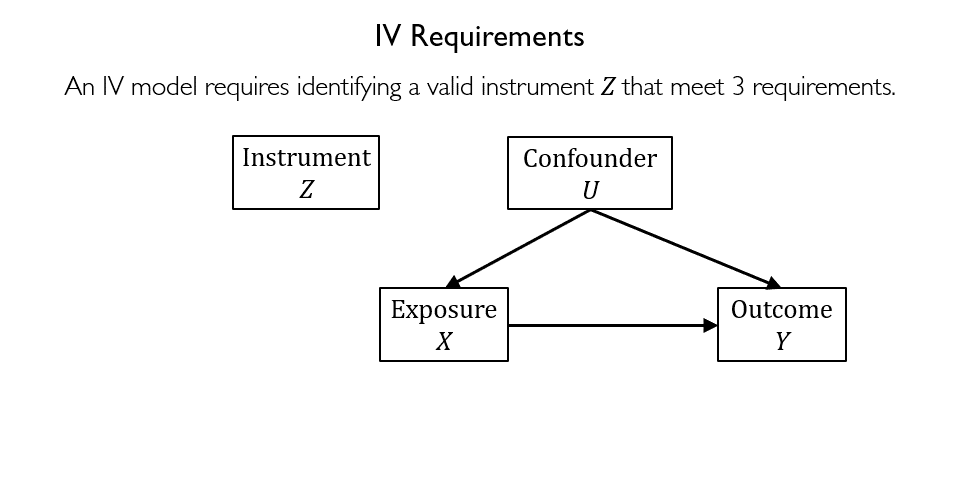 IV Requirements
An IV model requires identifying a valid instrument Z that meet 3 requirements.
Instrument
Z
Confounder
U
Exposure
X
Outcome
Y